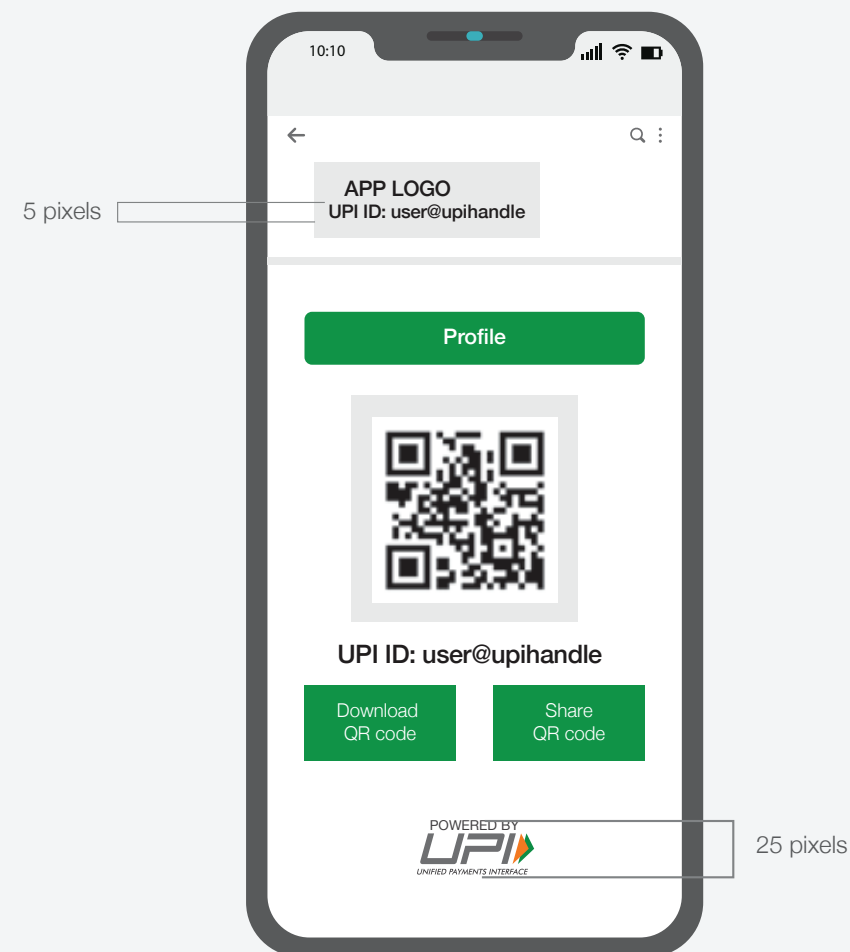 10:10
APP LOGO
5 pixels
UPI ID: user@upihandle
Profile
UPI ID: user@upihandle
Download
QR code
Share
QR code
POWERED BY
UPI
UNIFIED PAYMENTS INTERFACE
25 pixels